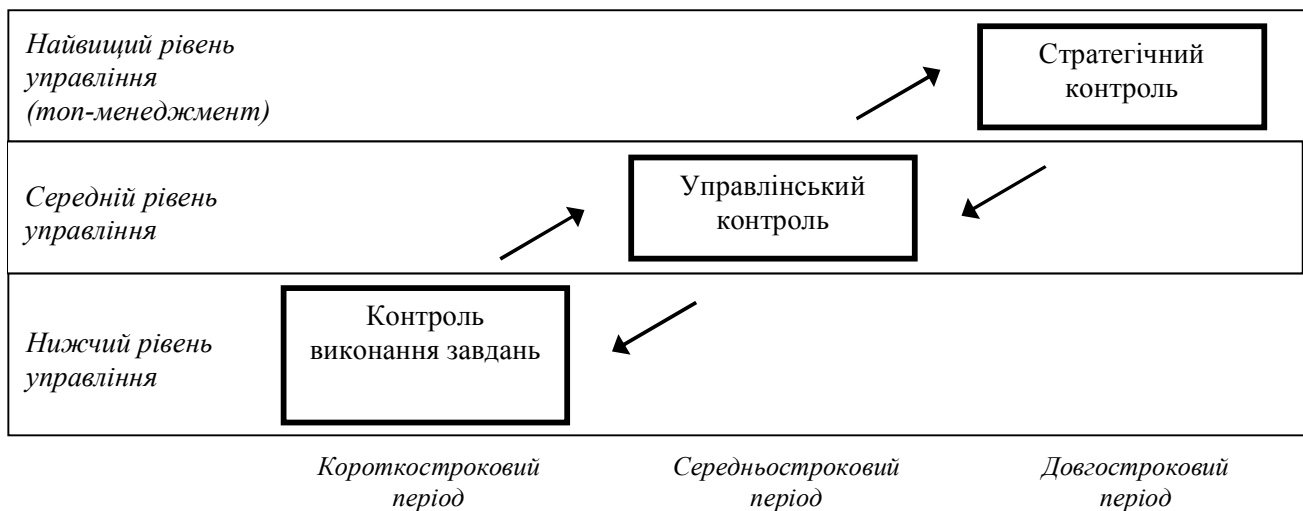 Найвищий рівень
управління
(топ-менеджмент)
Стратегічний
контроль
Середній рівень
управління
Управлінський
контроль
Нижчий рівень
управління
Контроль
виконання завдань
Короткостроковий
період
Середньостроковий
період
Довгостроковий
період